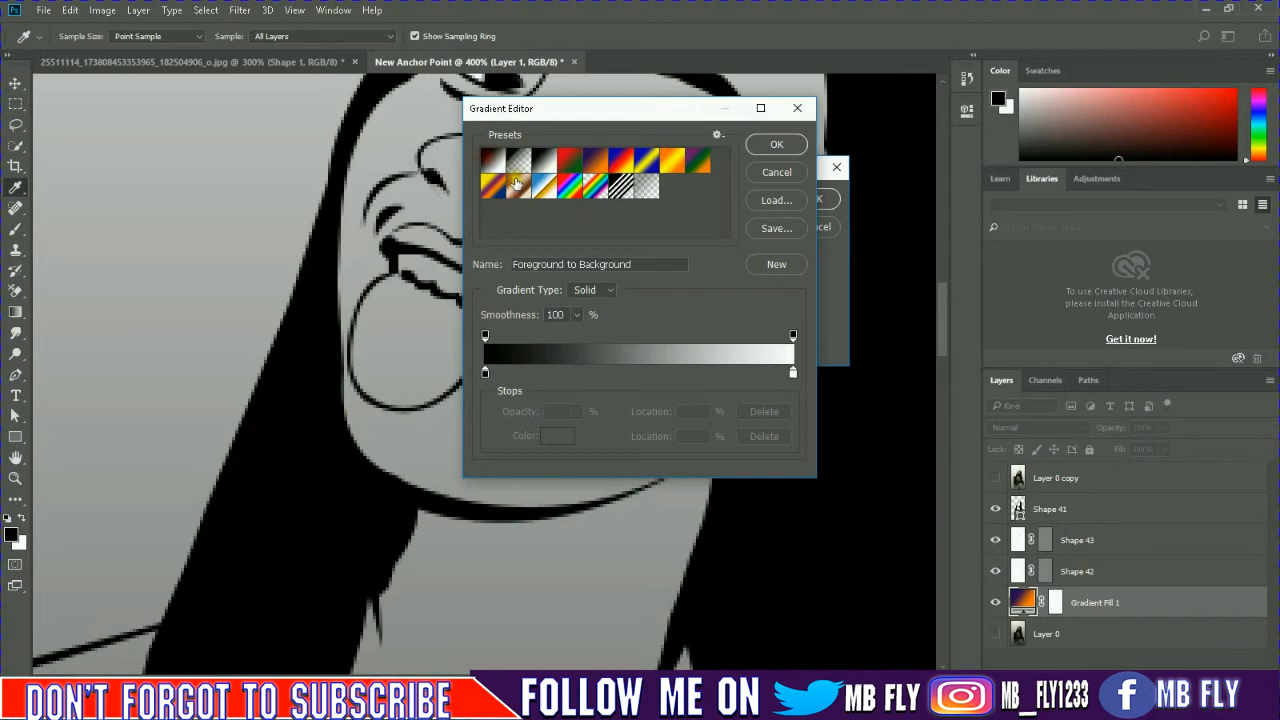 Ps File Edit Image Layer Type Select Filter 3D View Window Help
Sample Size: Point Sample Sample: All Layers Show Sampling Ring
25511114_173808453353965_182504906_o.jpg @ 300% (Shape 1, RGB/8) * × New Anchor Point @ 400% (Layer 1, RGB/8) * ×
Gradient Editor
Presets
OK
Cancel
Load...
Save...
Name: Foreground to Background New
Gradient Type: Solid
Smoothness: 100 %
Stops
Opacity: % Location: % Delete
Color: Location: % Delete
K
cel
Color Swatches
Learn Libraries Adjustments
To use Creative Cloud Libraries,
please install the Creative Cloud
Application
Get it now!
Layers Channels Paths
Kind
Normal Opacity: 100%
Lock: Fill: 100%
Layer 0 copy
Shape 41
Shape 43
Shape 42
Gradient Fill 1
Layer 0
DON'T FORGOT TO SUBSCRIBE FOLLOW ME ON MB FLY MB_FLY1233 f MB FLY